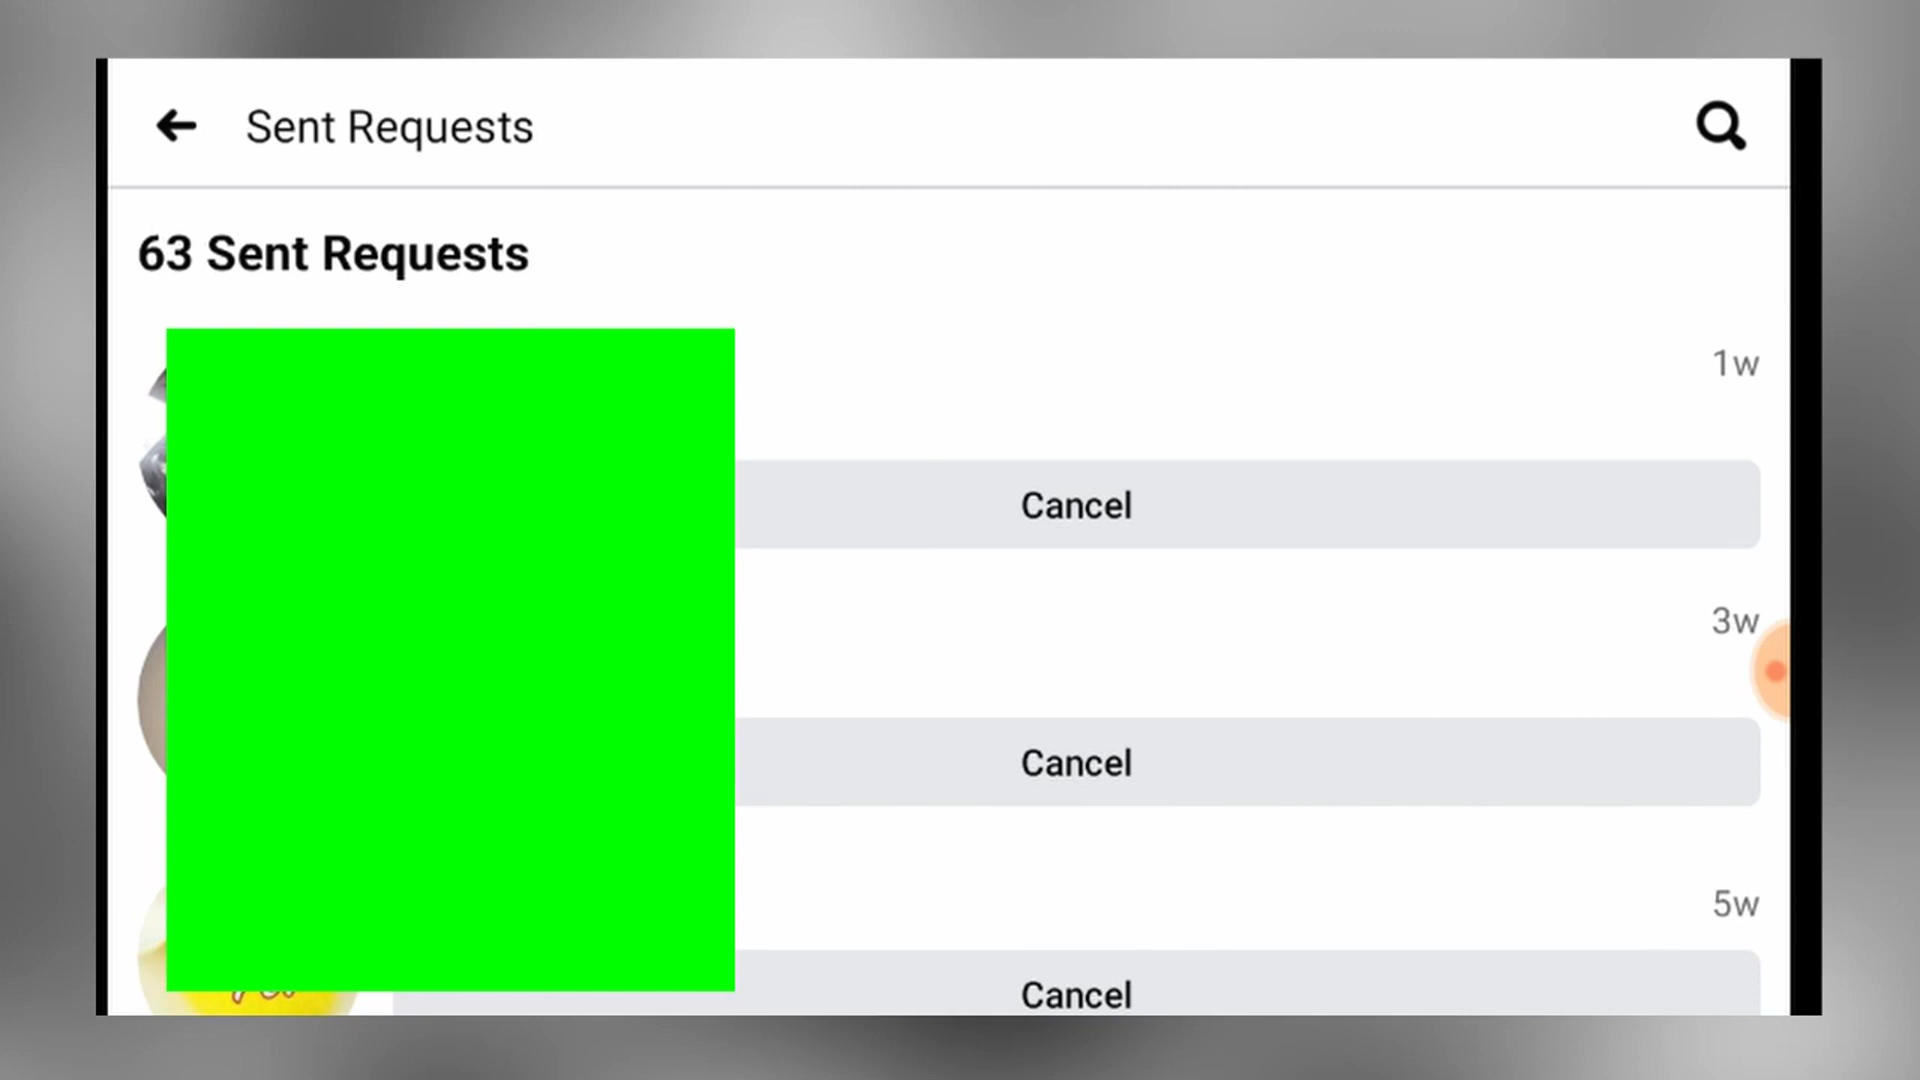 Sent Requests
63 Sent Requests
1w
Cancel
3w
Cancel
5w
Cancel